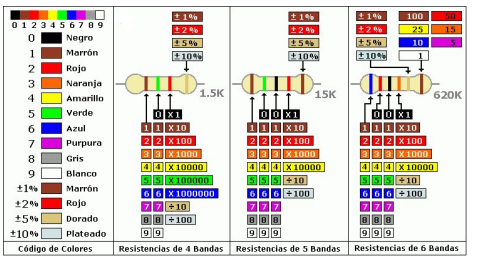 0 1 2 3 4 5 6 7 8 9
0 Negro
1 Marrón
2 Rojo
3 Naranja
4 Amarillo
5 Verde
6 Azul
7 Purpura
8 Gris
9 Blanco
±1% Marrón
±2% Rojo
±5% Dorado
±10% Plateado
Código de Colores
±1%
±2%
±5%
±10%
1.5K
0 X1
1 1 X10
2 2 X100
3 3 X1000
4 4 X10000
5 5 X100000
6 6 X1000000
7 7 ÷10
8 8 ÷100
9 9
Resistencias de 4 Bandas
±1%
±2%
±5%
±10%
15K
0 0 X1
1 1 1 X10
2 2 2 X100
3 3 3 X1000
4 4 4 X10000
5 5 5 ÷10
6 6 6 ÷100
7 7 7
8 8 8
9 9 9
Resistencias de 5 Bandas
±1% 100 50
±2% 25 15
±5% 10 5
±10% 1
620K
0 0 X1
1 1 1 X10
2 2 2 X100
3 3 3 X1000
4 4 4 X10000
5 5 5 ÷10
6 6 6 ÷100
7 7 7
8 8 8
9 9 9
Resistencias de 6 Bandas